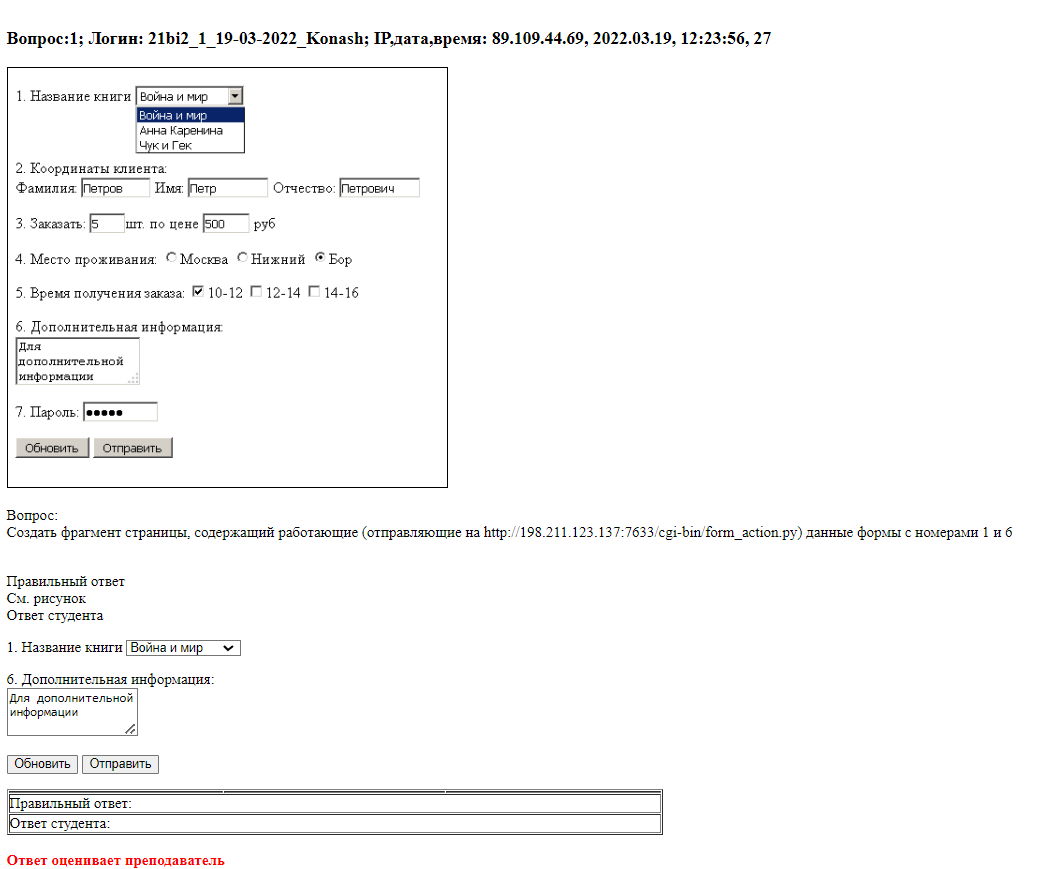 Вопрос:1; Логин: 21bi2_1_19-03-2022_Konash; IP,дата,время: 89.109.44.69, 2022.03.19, 12:23:56, 27
1. Название книги Война и мир
Война и мир
Анна Каренина
Чук и Гек
2. Координаты клиента:
Фамилия: Петров Имя: Петр Отчество: Петрович
3. Заказать: 5 шт. по цене 500 руб
4. Место проживания: Москва Нижний Бор
5. Время получения заказа: 10-12 12-14 14-16
6. Дополнительная информация:
Для
дополнительной
информации
7. Пароль: •••••
Обновить Отправить
Вопрос:
Создать фрагмент страницы, содержащий работающие (отправляющие на http://198.211.123.137:7633/cgi-bin/form_action.py) данные формы с номерами 1 и 6
Правильный ответ
См. рисунок
Ответ студента
1. Название книги Война и мир
6. Дополнительная информация:
Для дополнительной
информации
Обновить Отправить
Правильный ответ:
Ответ студента:
Ответ оценивает преподаватель